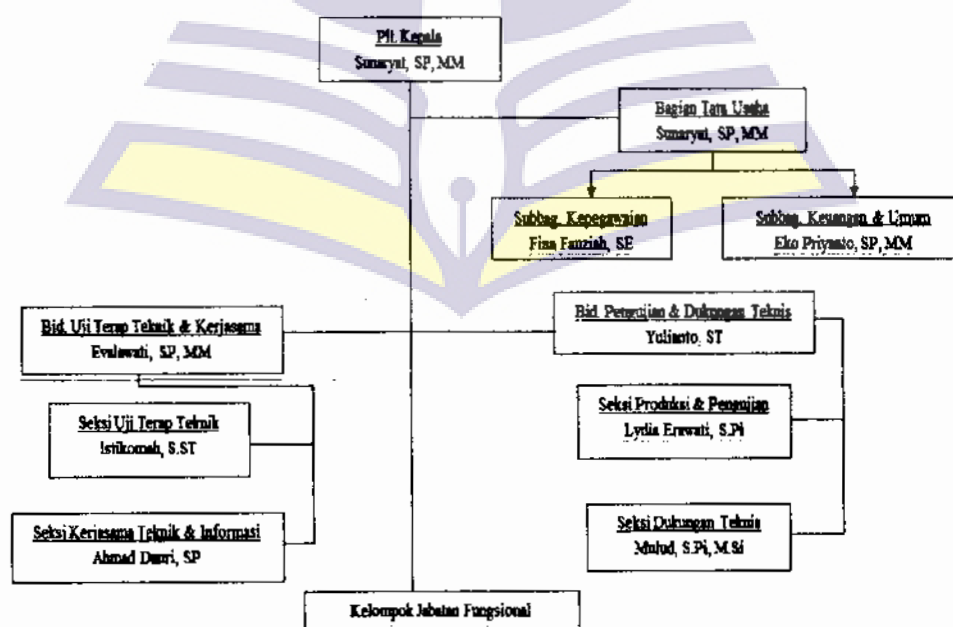 Plt. Kepala
Sunaryat, SP, MM
Bagian Tata Usaha
Sunaryat, SP, MM
Subbag. Kepegawaian
Fina Fauziah, SE
Subbag. Keuangan & Umum
Eko Priyanto, SP, MM
Bid. Uji Terap Teknik & Kerjasama
Evalawati, SP, MM
Bid. Pengujian & Dukungan Teknis
Yulianto, ST
Seksi Uji Terap Teknik
Istikomah, S.ST
Seksi Produksi & Pengujian
Lydia Erawati, S.Pi
Seksi Kerjasama Teknik & Informasi
Ahmad Danri, SP
Seksi Dukungan Teknis
Mulud, S.Pi, M.Si
Kelompok Jabatan Fungsional